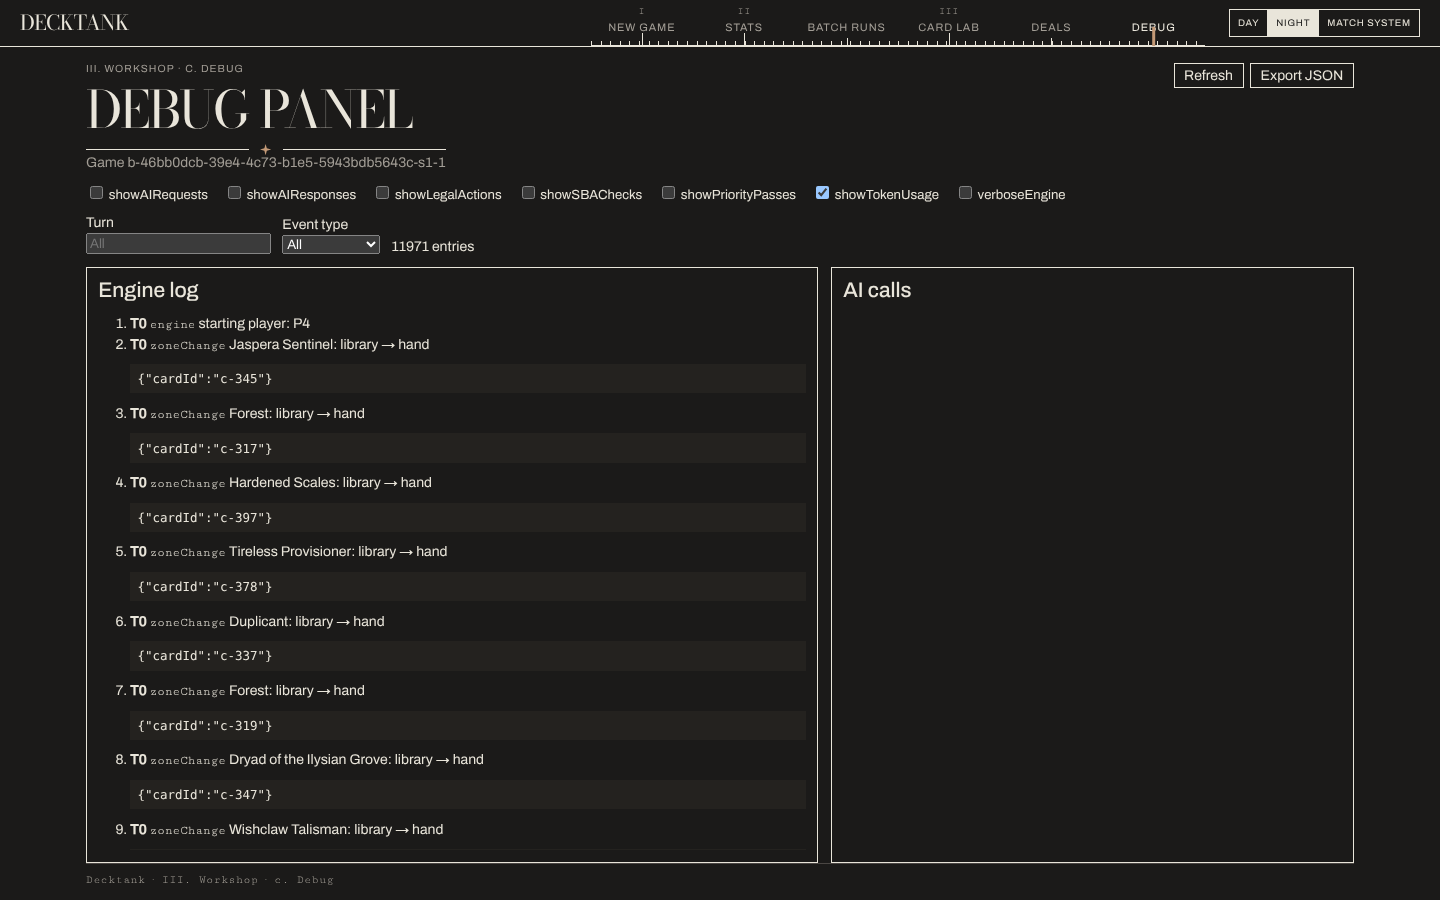 DECKTANK
I II III
NEW GAME STATS BATCH RUNS CARD LAB DEALS DEBUG
DAY NIGHT MATCH SYSTEM
III. WORKSHOP · C. DEBUG
Refresh Export JSON
DEBUG PANEL
Game b-46bb0dcb-39e4-4c73-b1e5-5943bdb5643c-s1-1
showAIRequests showAIResponses showLegalActions showSBAChecks showPriorityPasses showTokenUsage verboseEngine
Turn Event type
All All 11971 entries
Engine log
1. T0 engine starting player: P4
2. T0 zoneChange Jaspera Sentinel: library → hand
{"cardId":"c-345"}
3. T0 zoneChange Forest: library → hand
{"cardId":"c-317"}
4. T0 zoneChange Hardened Scales: library → hand
{"cardId":"c-397"}
5. T0 zoneChange Tireless Provisioner: library → hand
{"cardId":"c-378"}
6. T0 zoneChange Duplicant: library → hand
{"cardId":"c-337"}
7. T0 zoneChange Forest: library → hand
{"cardId":"c-319"}
8. T0 zoneChange Dryad of the Ilysian Grove: library → hand
{"cardId":"c-347"}
9. T0 zoneChange Wishclaw Talisman: library → hand
AI calls
Decktank · III. Workshop · c. Debug